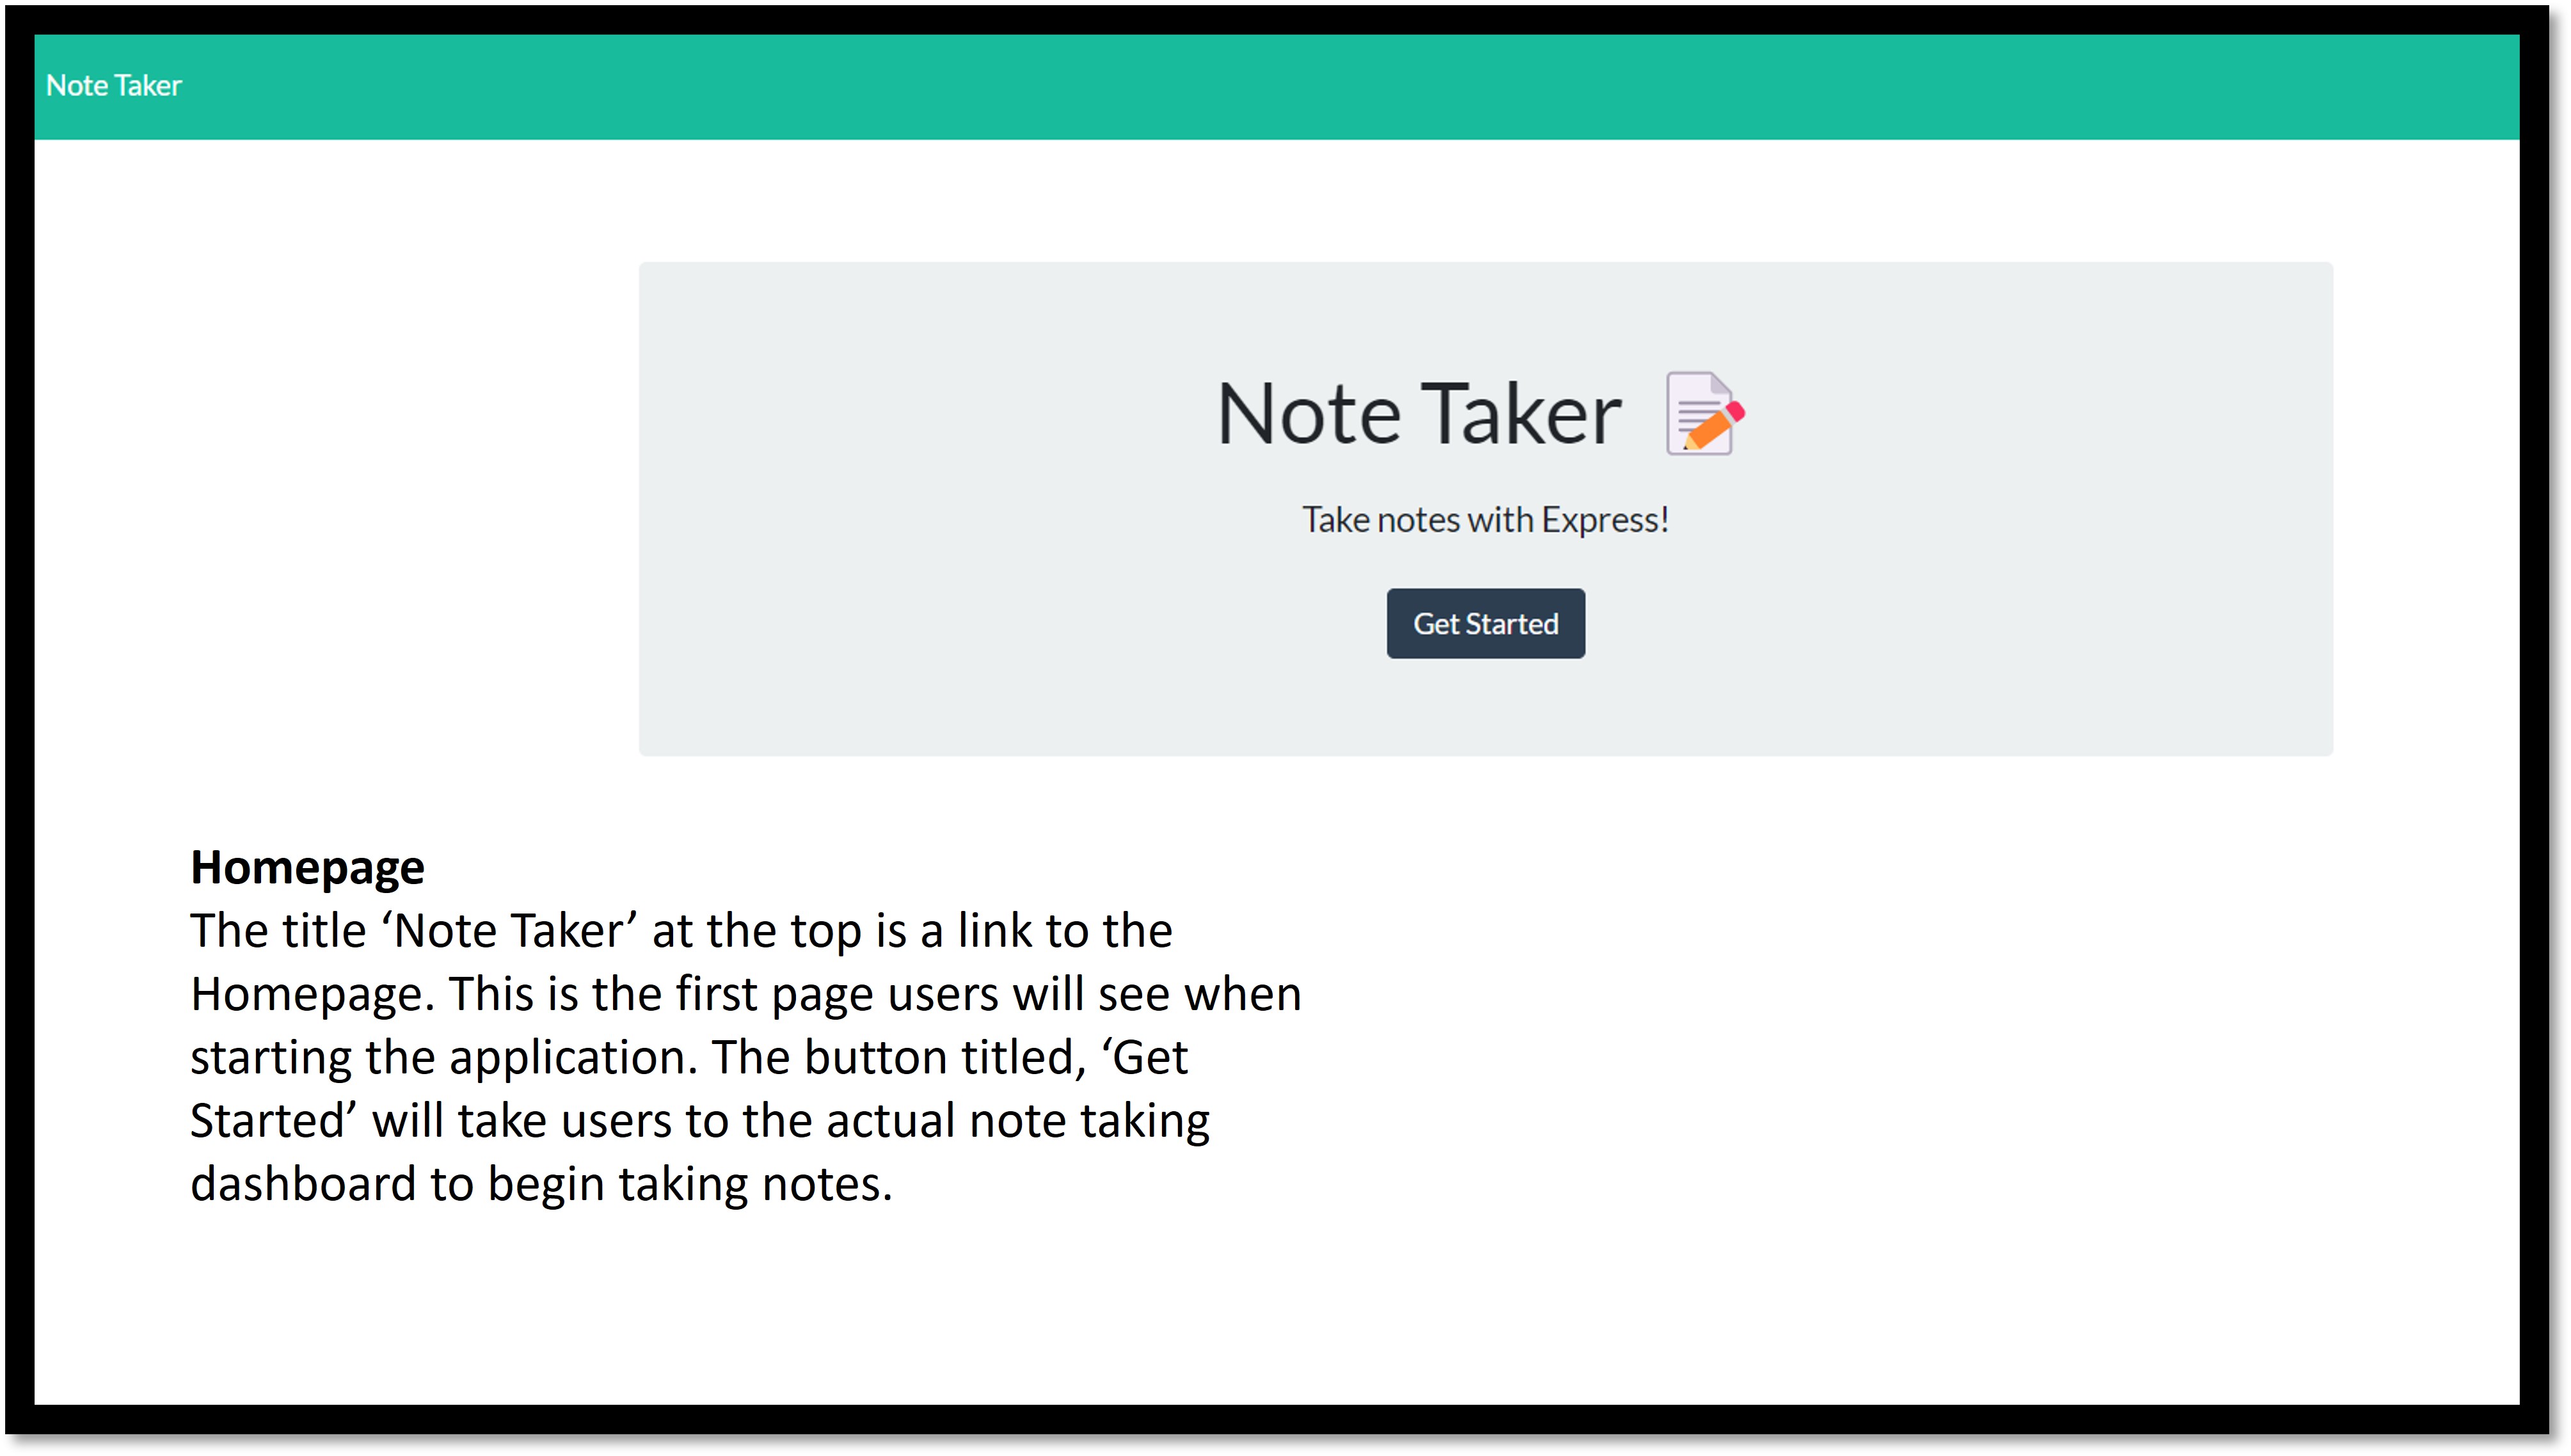 Note Taker
Note Taker
Take notes with Express!
Get Started
Homepage
The title ‘Note Taker’ at the top is a link to the
Homepage. This is the first page users will see when
starting the application. The button titled, ‘Get
Started’ will take users to the actual note taking
dashboard to begin taking notes.